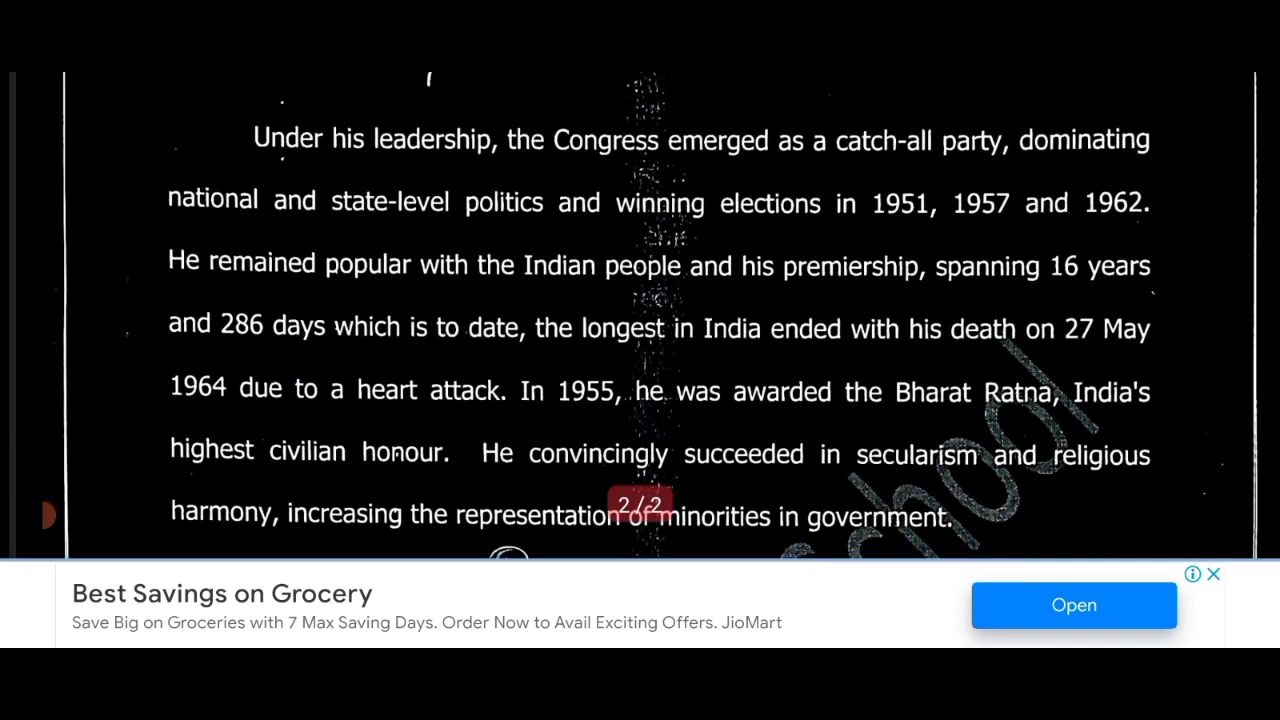 Under his leadership, the Congress emerged as a catch-all party, dominating
national and state-level politics and winning elections in 1951, 1957 and 1962.
He remained popular with the Indian people and his premiership, spanning 16 years
and 286 days which is to date, the longest in India ended with his death on 27 May
1964 due to a heart attack. In 1955, he was awarded the Bharat Ratna, India's
highest civilian honour. He convincingly succeeded in secularism and religious
harmony, increasing the representation of minorities in government.
2/2
school
Best Savings on Grocery
Save Big on Groceries with 7 Max Saving Days. Order Now to Avail Exciting Offers. JioMart
Open